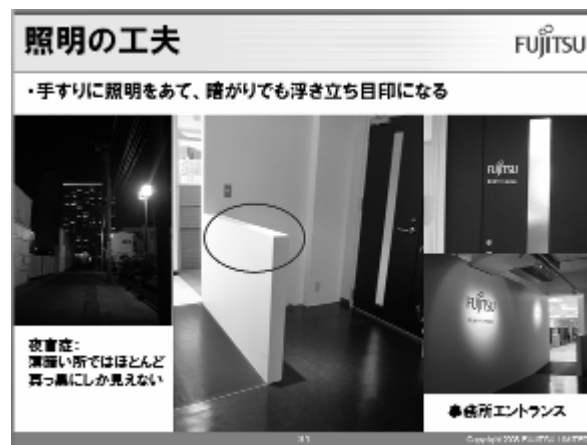 照明の工夫
FUJITSU
・手すりに照明をあて、暗がりでも浮き立ち目印になる
FUJITSU
FUJITSU
夜盲症：
薄暗い所ではほとんど
真っ黒にしか見えない
事務所エントランス